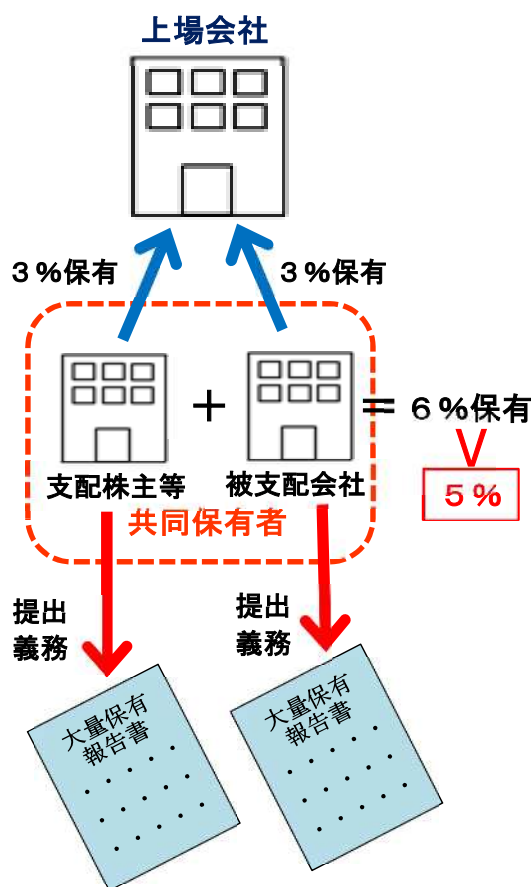 上場会社
３%保有
３%保有
＋
＝ ６%保有
∨
５%
支配株主等
被支配会社
共同保有者
提出
義務
提出
義務
大量保有
報告書
大量保有
報告書